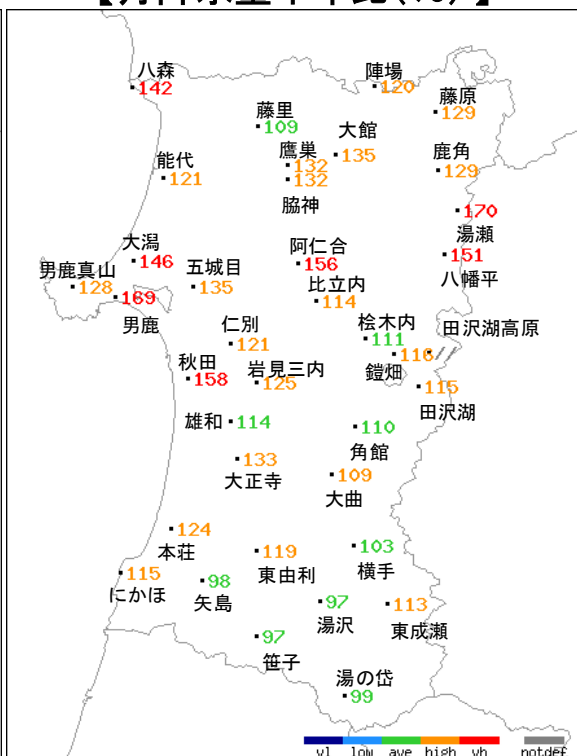 八森
142
陣場
120
藤原
129
藤里
109
大館
135
鷹巣
132
132
脇神
鹿角
129
能代
121
170
湯瀬
大潟
146
阿仁合
156
151
八幡平
男鹿真山
128
五城目
135
比立内
114
男鹿
仁別
121
桧木内
111
田沢湖高原
116
鎧畑
秋田
158
岩見三内
125
115
田沢湖
雄和
114
110
角館
133
大正寺
109
大曲
124
本荘
119
東由利
103
横手
115
にかほ
98
矢島
97
湯沢
113
東成瀬
97
笹子
湯の岱
99
vl low ave high vh notdef